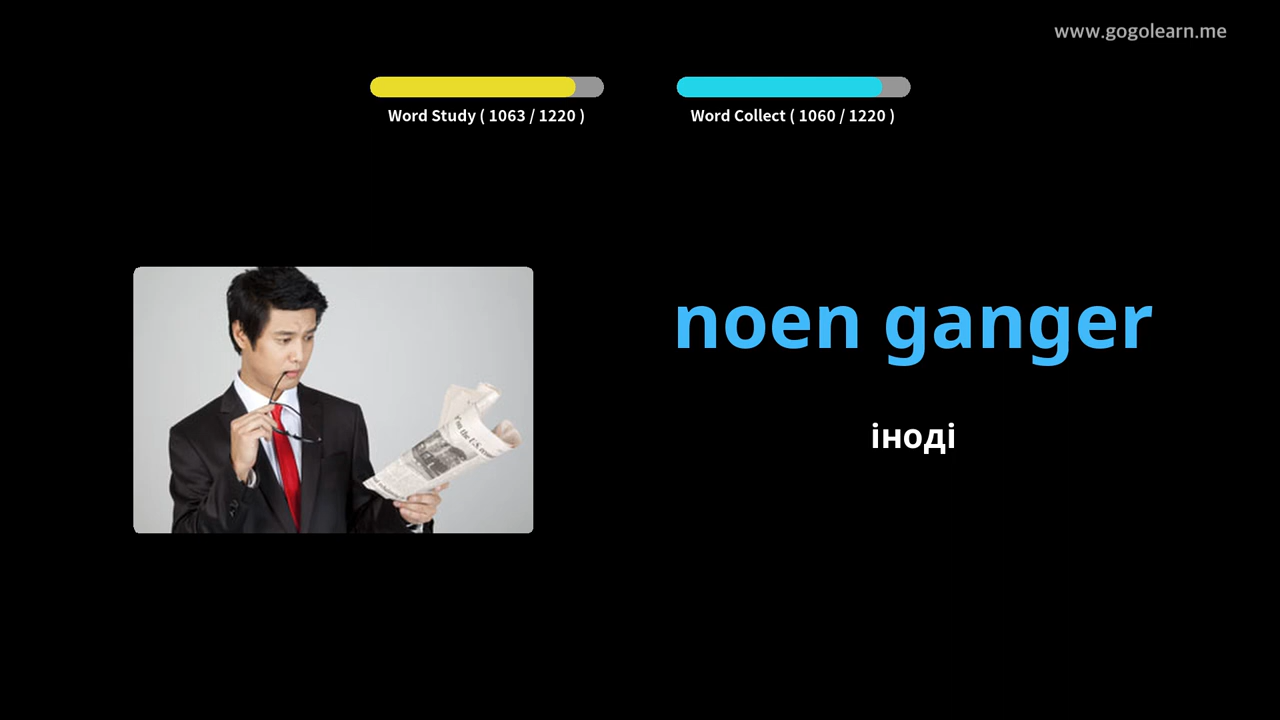 www.gogolearn.me
Word Study ( 1063 / 1220 )
Word Collect ( 1060 / 1220 )
noen ganger
іноді